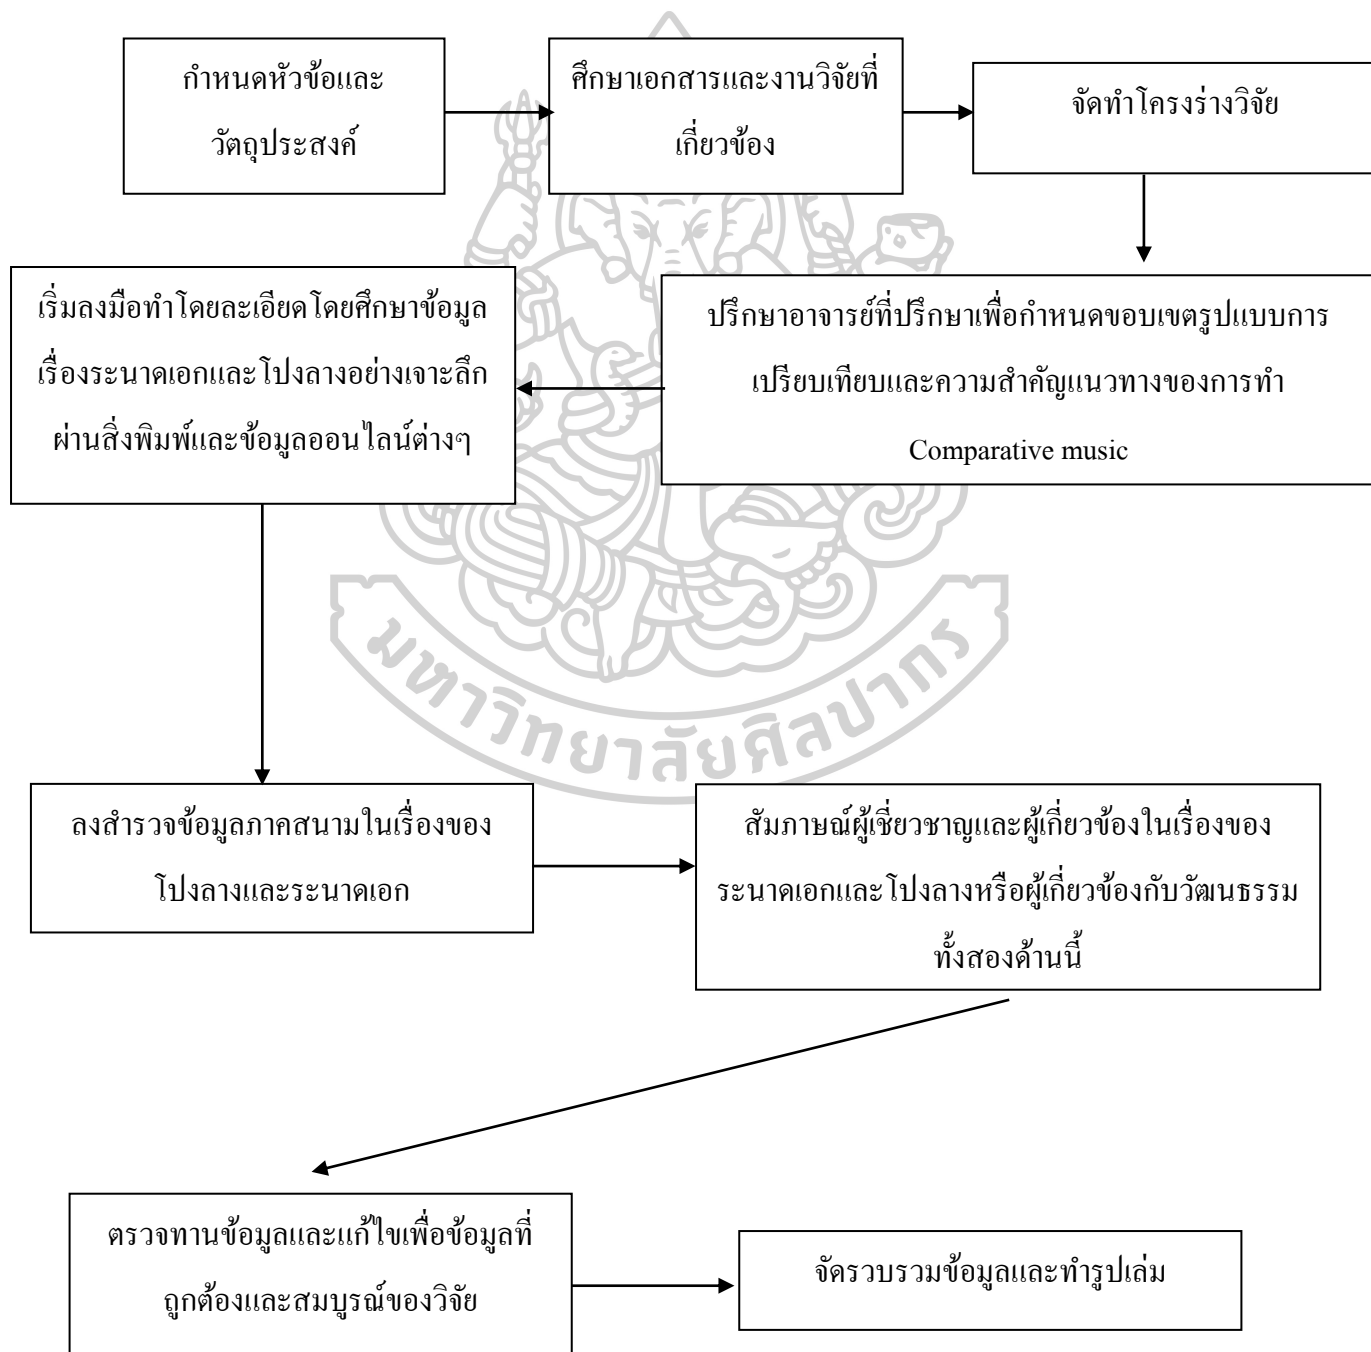 กำหนดหัวข้อและ
วัตถุประสงค์
ศึกษาเอกสารและงานวิจัยที่
เกี่ยวข้อง
จัดทำโครงร่างวิจัย
ปรึกษาอาจารย์ที่ปรึกษาเพื่อกำหนดขอบเขตรูปแบบการ
เปรียบเทียบและความสำคัญแนวทางของการทำ
Comparative music
เริ่มลงมือทำโดยละเอียดโดยศึกษาข้อมูล
เรื่องระนาดเอกและโปงลางอย่างเจาะลึก
ผ่านสิ่งพิมพ์และข้อมูลออนไลน์ต่างๆ
มหาวิทยาลัยศิลปากร
ลงสำรวจข้อมูลภาคสนามในเรื่องของ
โปงลางและระนาดเอก
สัมภาษณ์ผู้เชี่ยวชาญและผู้เกี่ยวข้องในเรื่องของ
ระนาดเอกและโปงลางหรือผู้เกี่ยวข้องกับวัฒนธรรม
ทั้งสองด้านนี้
ตรวจทานข้อมูลและแก้ไขเพื่อข้อมูลที่
ถูกต้องและสมบูรณ์ของวิจัย
จัดรวบรวมข้อมูลและทำรูปเล่ม